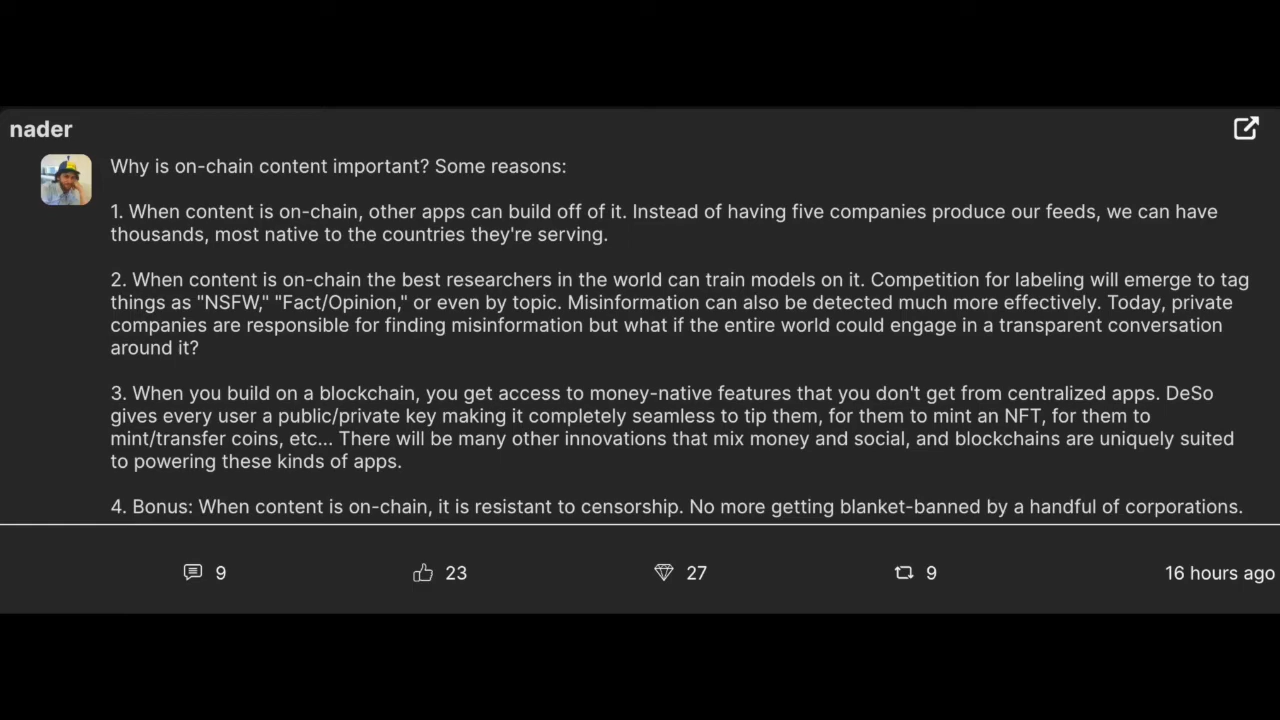 nader
Why is on-chain content important? Some reasons:
1. When content is on-chain, other apps can build off of it. Instead of having five companies produce our feeds, we can have
thousands, most native to the countries they're serving.
2. When content is on-chain the best researchers in the world can train models on it. Competition for labeling will emerge to tag
things as "NSFW," "Fact/Opinion," or even by topic. Misinformation can also be detected much more effectively. Today, private
companies are responsible for finding misinformation but what if the entire world could engage in a transparent conversation
around it?
3. When you build on a blockchain, you get access to money-native features that you don't get from centralized apps. DeSo
gives every user a public/private key making it completely seamless to tip them, for them to mint an NFT, for them to
mint/transfer coins, etc... There will be many other innovations that mix money and social, and blockchains are uniquely suited
to powering these kinds of apps.
4. Bonus: When content is on-chain, it is resistant to censorship. No more getting blanket-banned by a handful of corporations.
9 23 27 9 16 hours ago